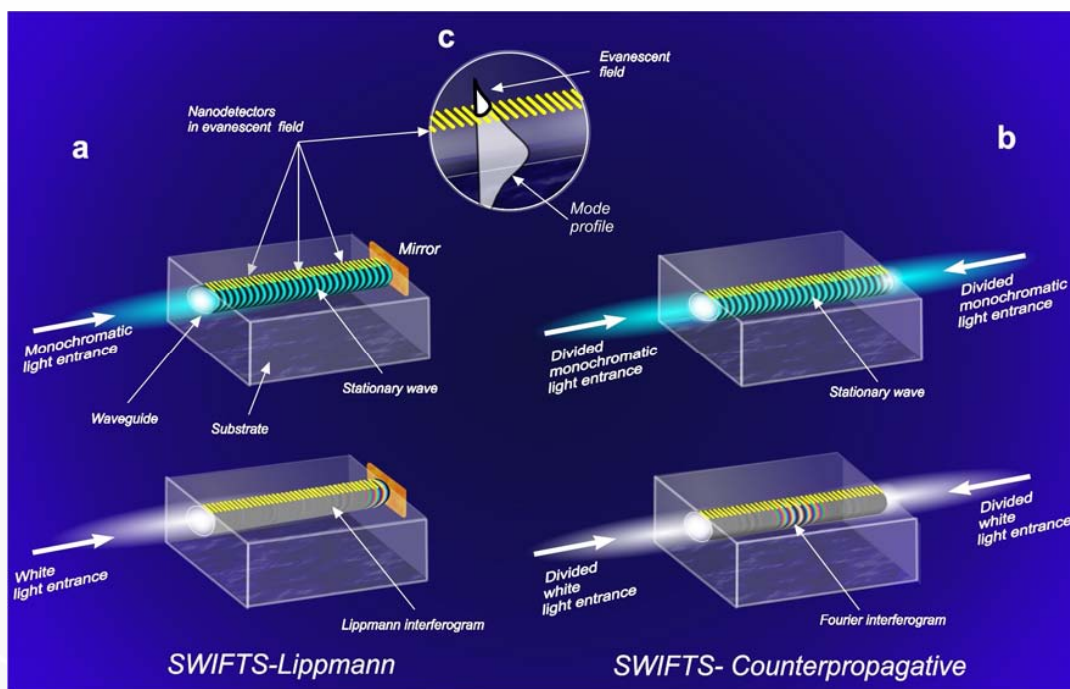 c
Evanescent
field
Nanodetectors
in evanescent field
a
b
Mode
profile
Mirror
Monochromatic
light entrance
Waveguide
Substrate
Stationary wave
Divided
monochromatic
light entrance
Stationary wave
Divided
monochromatic
light entrance
White
light entrance
Lippmann interferogram
Divided
white
light entrance
Fourier interferogram
Divided
white
light entrance
SWIFTS-Lippmann
SWIFTS- Counterpropagative